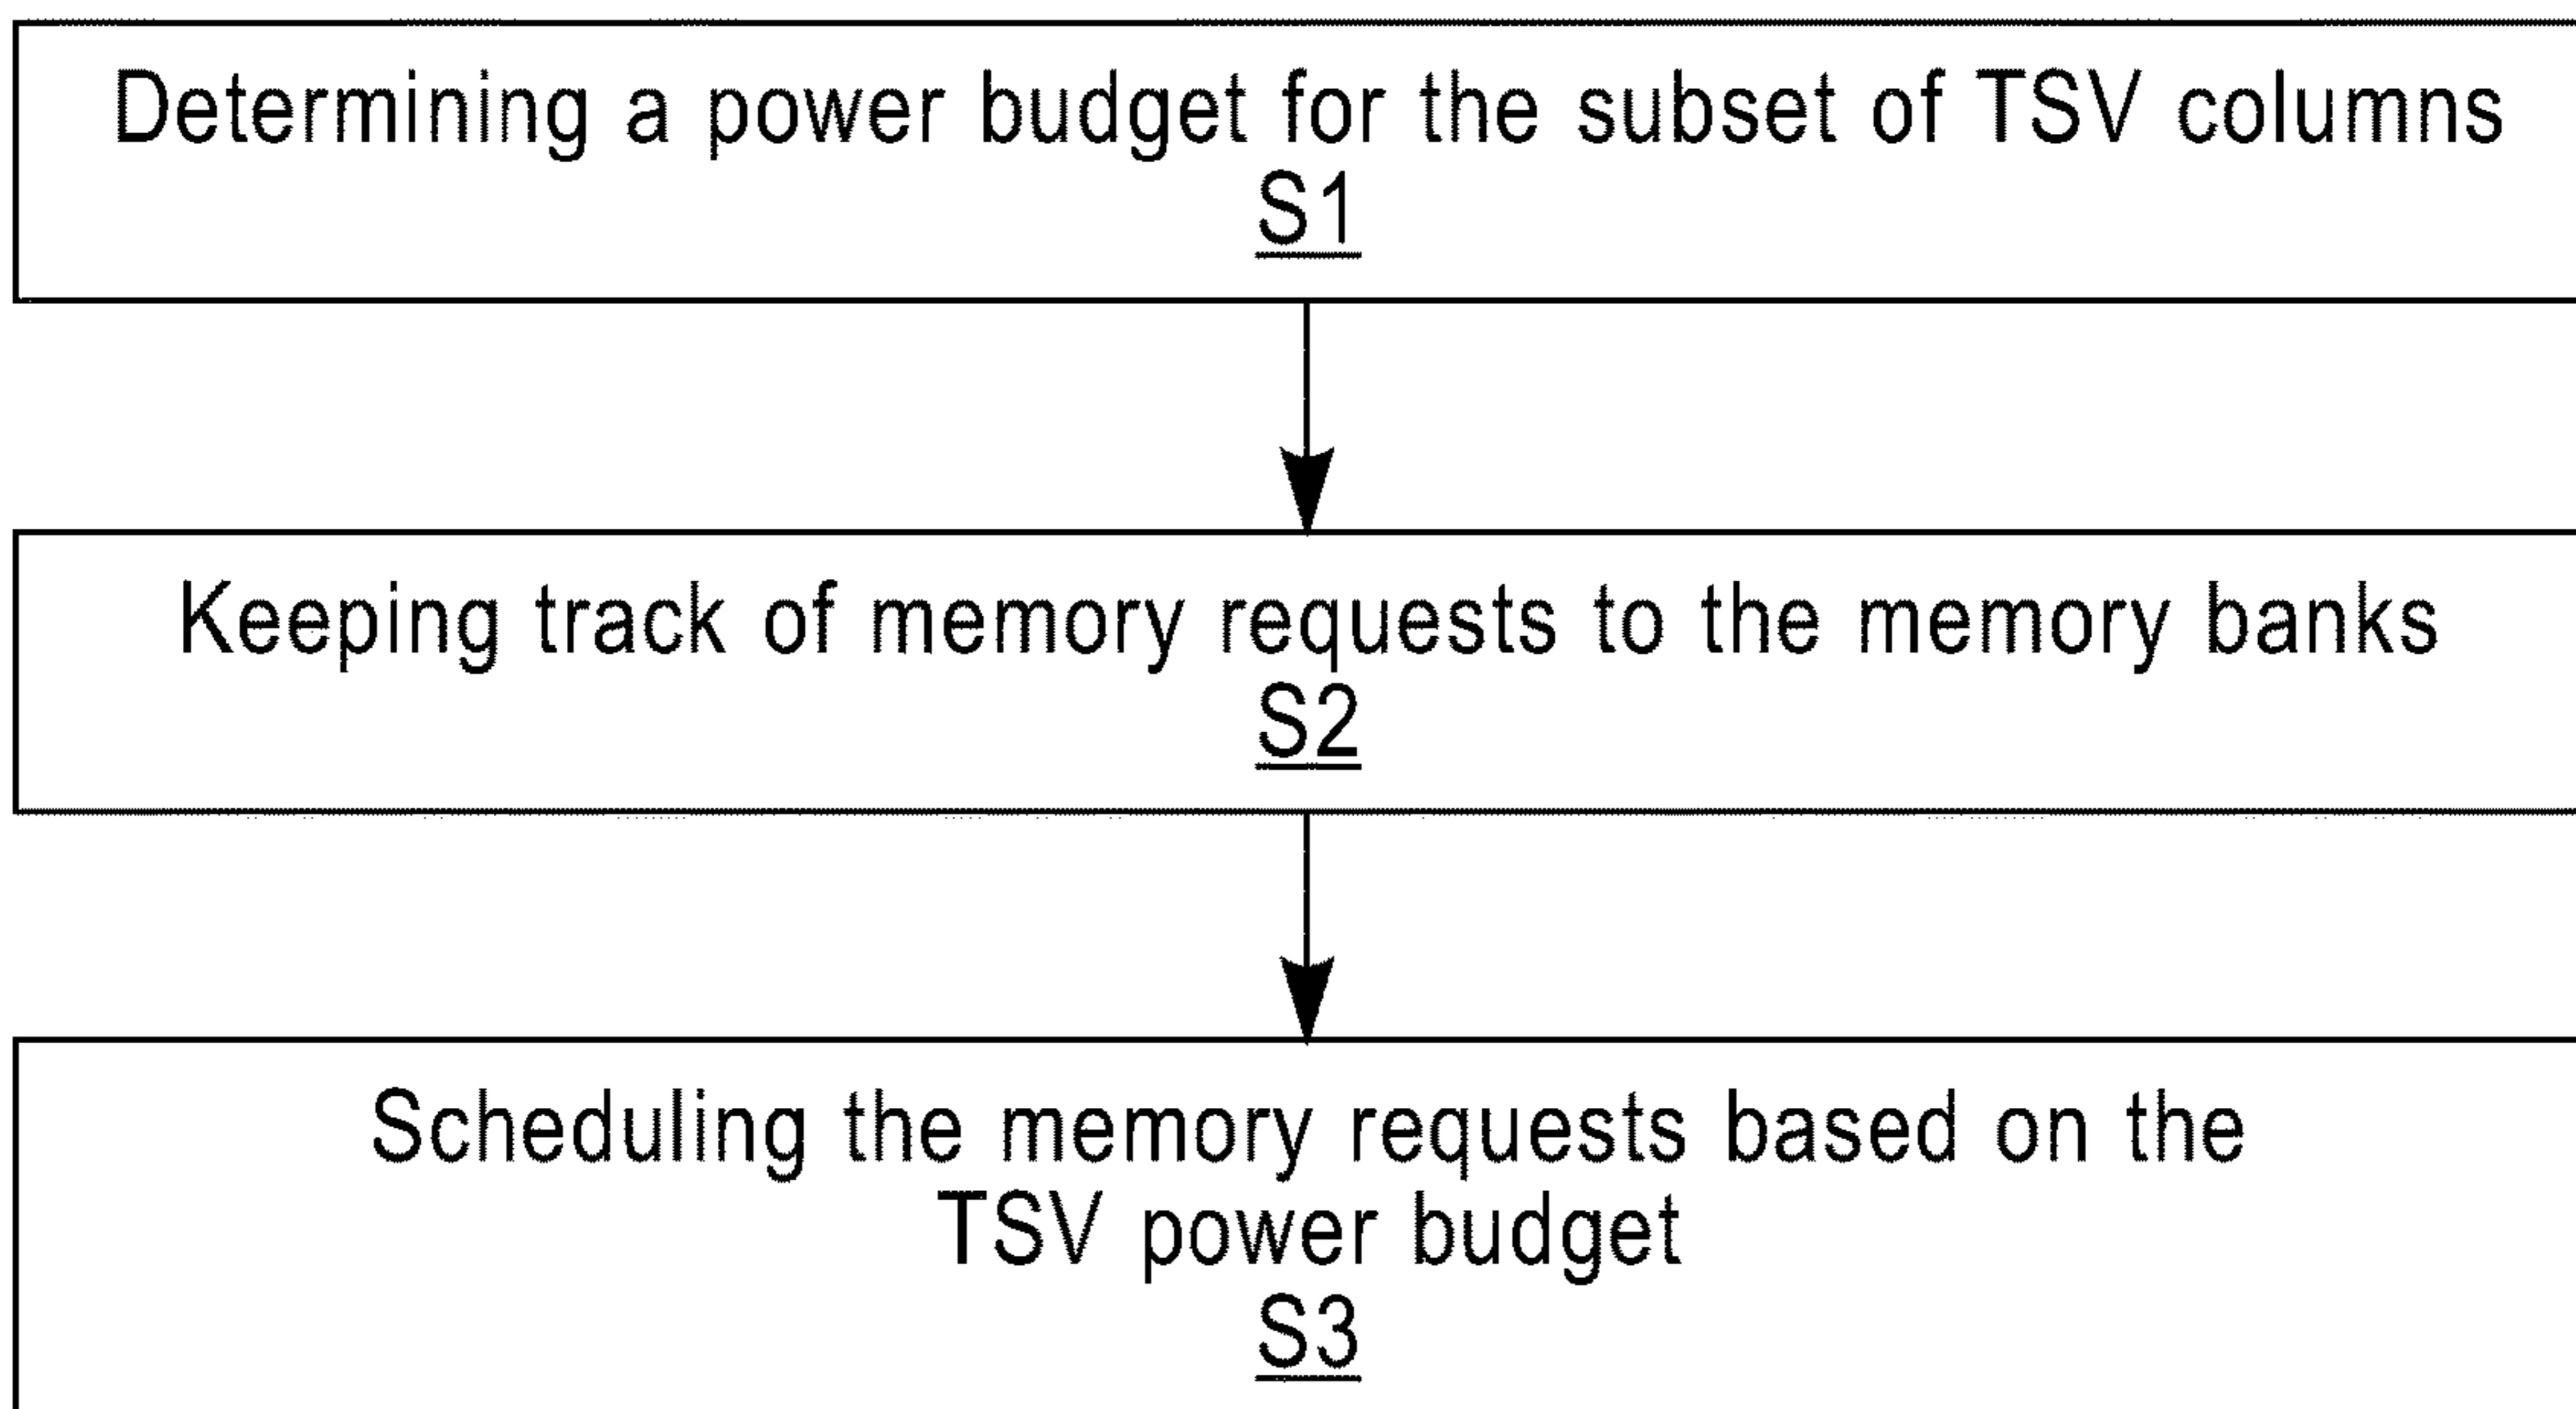 Determining a power budget for the subset of TSV columns
S1
Keeping track of memory requests to the memory banks
S2
Scheduling the memory requests based on the
TSV power budget
S3